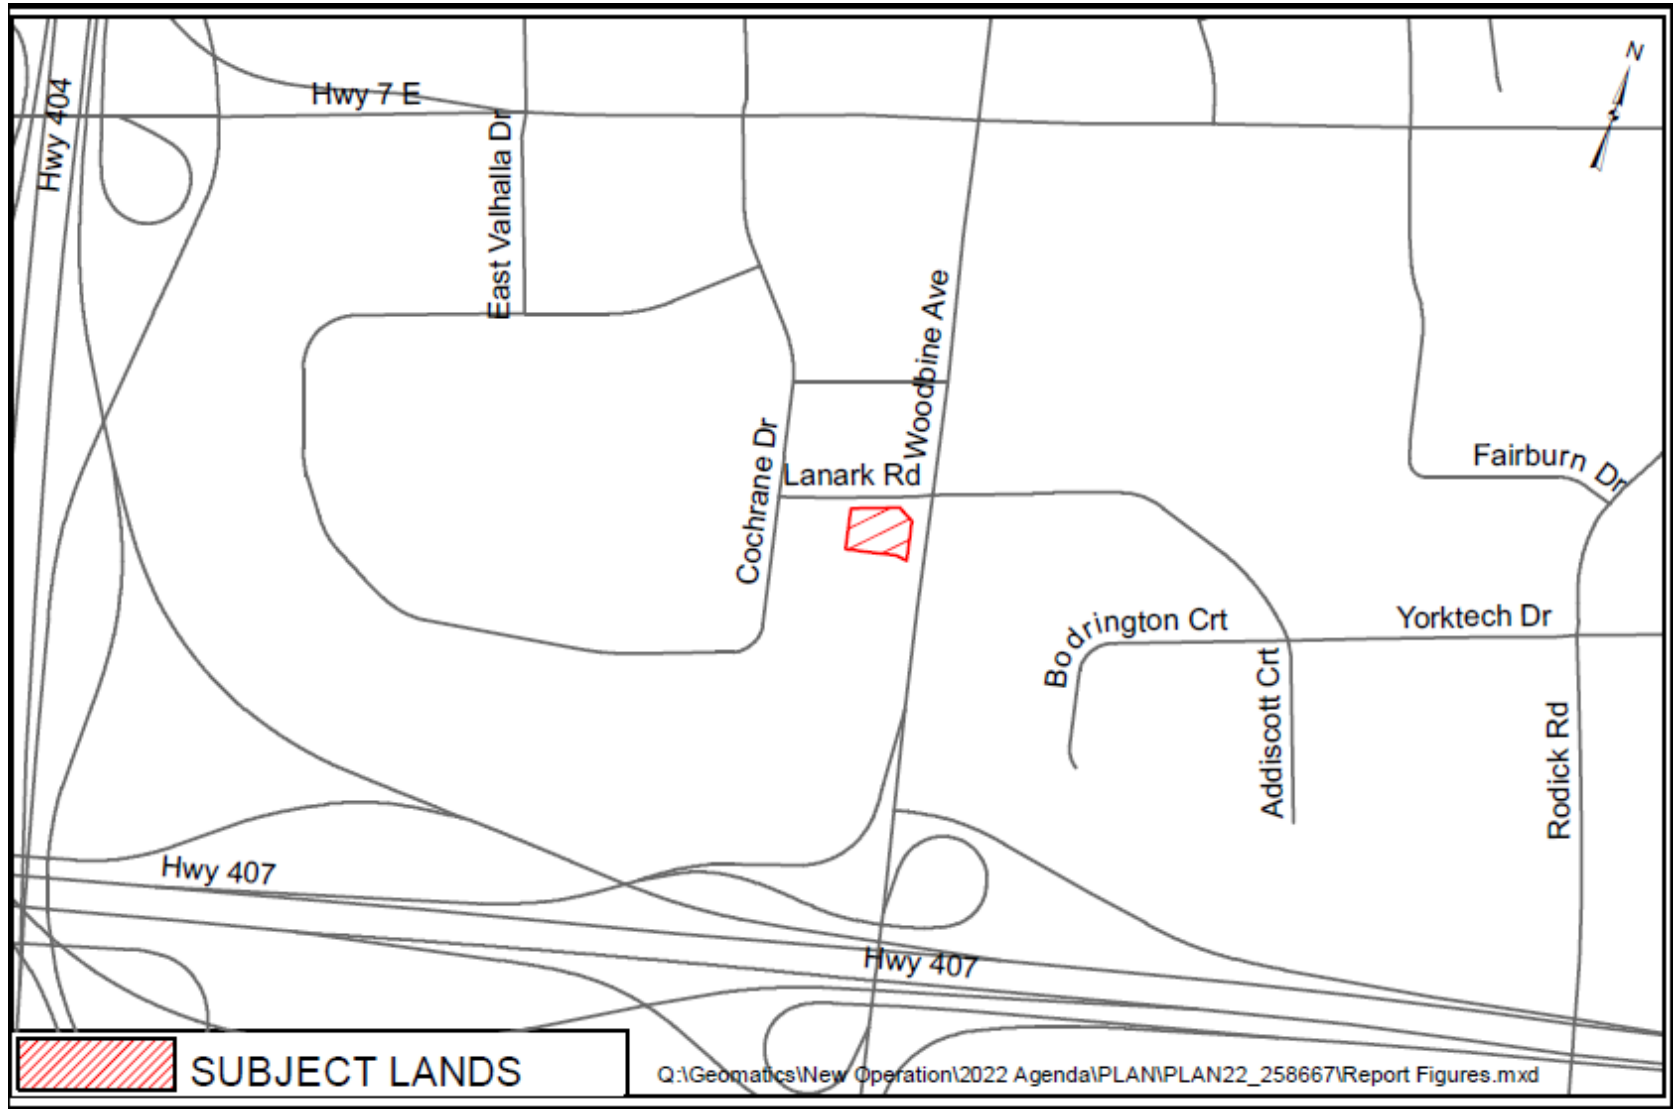 N
Hwy 7 E
Hwy 404
East Valhalla Dr
Woodbine Ave
Cochrane Dr
Lanark Rd
Fairburn Dr
Bodrington Crt
Yorktech Dr
Addiscott Crt
Rodick Rd
Hwy 407
Hwy 407
SUBJECT LANDS
Q:\Geomatics\New Operation\2022 Agenda\PLAN\PLAN22_258667\Report Figures.mxd